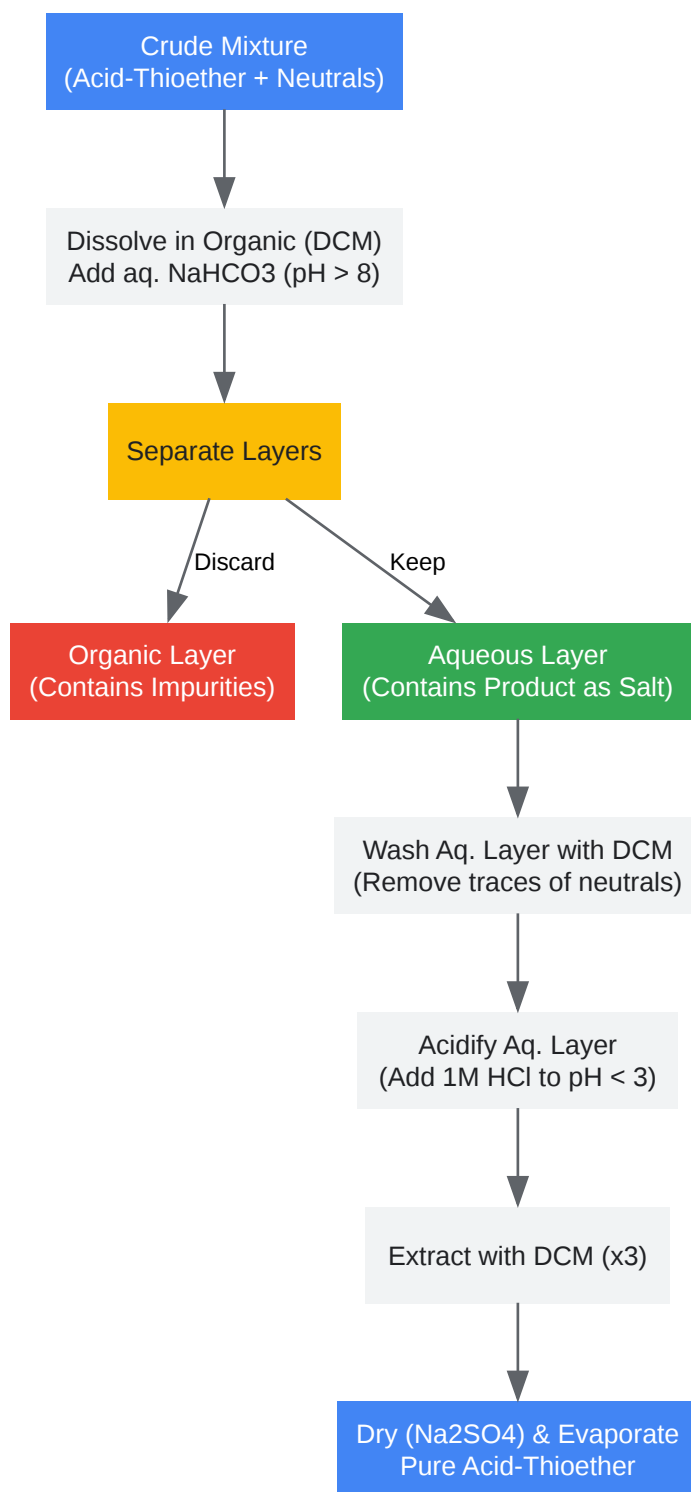 Crude Mixture
(Acid-Thioether + Neutrals)
Dissolve in Organic (DCM)
Add aq. NaHCO3 (pH > 8)
Separate Layers
Discard
Keep
Organic Layer
(Contains Impurities)
Aqueous Layer
(Contains Product as Salt)
Wash Aq. Layer with DCM
(Remove traces of neutrals)
Acidify Aq. Layer
(Add 1M HCl to pH < 3)
Extract with DCM (x3)
Dry (Na2SO4) & Evaporate
Pure Acid-Thioether